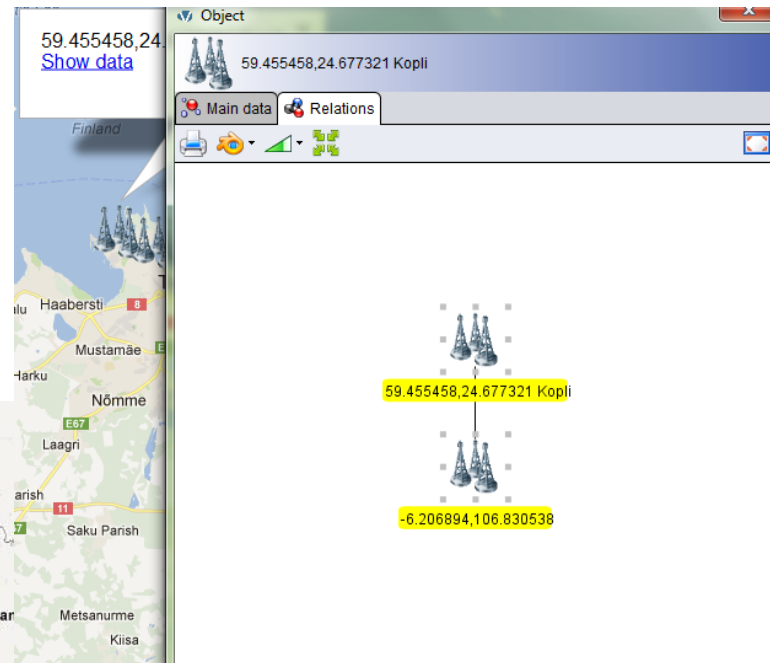 Object
59.455458,24.
Show data
59.455458,24.677321 Kopli
Main data
Relations
Finland
Haabersti
8
Mustamäe
Harku
Nõmme
E67
Laagri
arish
11
Saku Parish
Metsanurme
Kiisa
59.455458,24.677321 Kopli
-6.206894,106.830538